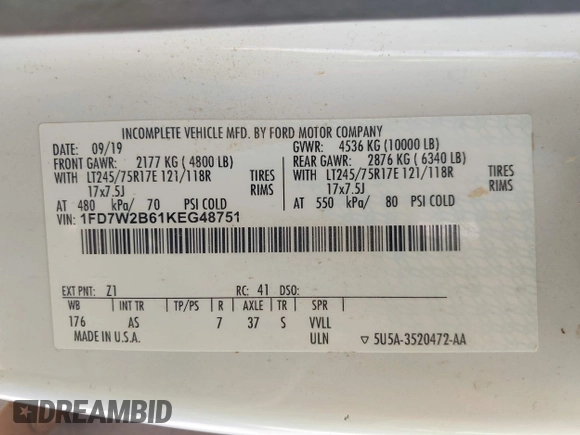 INCOMPLETE VEHICLE MFD. BY FORD MOTOR COMPANY
DATE: 09/19 GVWR: 4536 KG (10000 LB)
FRONT GAWR: 2177 KG ( 4800 LB) REAR GAWR: 2876 KG ( 6340 LB)
WITH LT245/75R17E 121/118R TIRES WITH LT245/75R17E 121/118R TIRES
17x7.5J RIMS 17x7.5J RIMS
AT 480 kPa/ 70 PSI COLD AT 550 kPa/ 80 PSI COLD
VIN: 1FD7W2B61KEG48751
EXT PNT: Z1 RC: 41 DSO:
WB INT TR TP/PS R AXLE TR SPR
176 AS 7 37 S VVLL
MADE IN U.S.A. ULN 5U5A-3520472-AA
DREAMBID